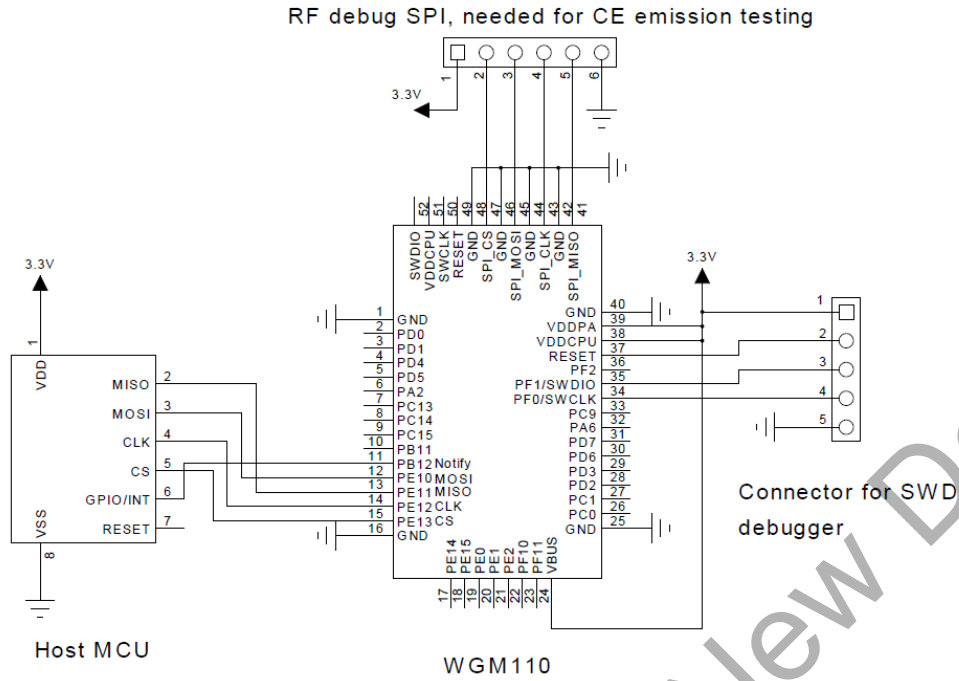 RF debug SPI, needed for CE emission testing
1 2 3 4 5 6
3.3V
52 51 50 49 48 47 46 45 44 43 42 41
SWDIO
VDDCPU
SWCLK
RESET
GND
SPI_CS
GND
SPI_MOSI
GND
SPI_CLK
GND
SPI_MISO
3.3V
1
VDD
MISO 2
MOSI 3
CLK 4
CS 5
GPIO/INT 6
RESET 7
VSS
8
Host MCU
1 GND
2 PD0
3 PD1
4 PD4
5 PD5
6 PA2
7 PC13
8 PC14
9 PC15
10 PB11
11 PB12 Notify
12 PE10 MOSI
13 PE11 MISO
14 PE12 CLK
15 PE13 CS
16 GND
GND 40
VDDPA 39
VDDCPU 38
RESET 37
PF2 36
PF1/SWDIO 35
PF0/SWCLK 34
PC9 33
PA6 32
PD7 31
PD6 30
PD3 29
PD2 28
PC1 27
PC0 26
GND 25
PE14
PE15
PE0
PE1
PE2
PF10
PF11
VBUS
17 18 19 20 21 22 23 24
WGM110
3.3V
1
2
3
4
5
Connector for SWD
debugger
New D